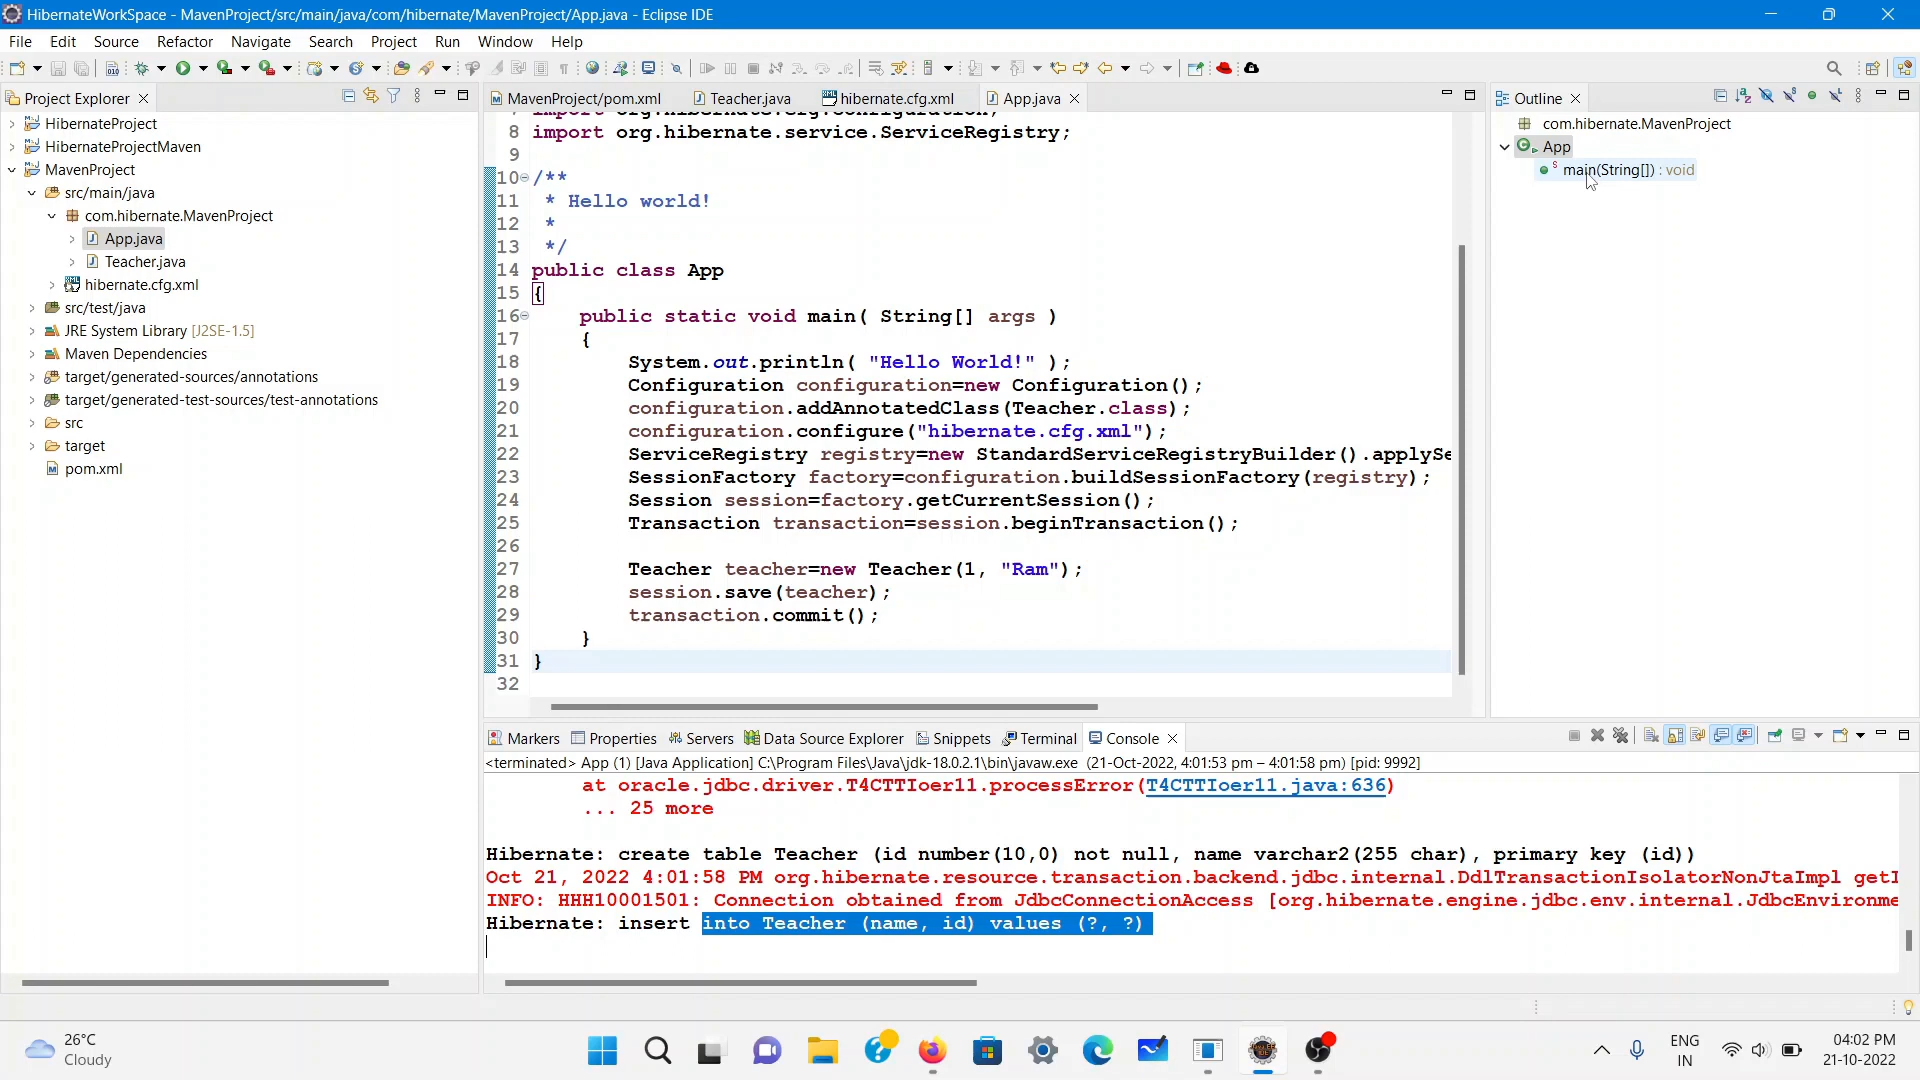 HibernateWorkSpace - MavenProject/src/main/java/com/hibernate/MavenProject/App.java - Eclipse IDE
File Edit Source Refactor Navigate Search Project Run Window Help
Project Explorer
MavenProject/pom.xml Teacher.java hibernate.cfg.xml App.java
Outline
HibernateProject
HibernateProjectMaven
MavenProject
src/main/java
com.hibernate.MavenProject
App.java
Teacher.java
hibernate.cfg.xml
src/test/java
JRE System Library [J2SE-1.5]
Maven Dependencies
target/generated-sources/annotations
target/generated-test-sources/test-annotations
src
target
pom.xml
8 import org.hibernate.service.ServiceRegistry;
9
10 /**
11 * Hello world!
12 *
13 */
14 public class App
15 {
16 public static void main( String[] args )
17 {
18 System.out.println( "Hello World!" );
19 Configuration configuration=new Configuration();
20 configuration.addAnnotatedClass(Teacher.class);
21 configuration.configure("hibernate.cfg.xml");
22 ServiceRegistry registry=new StandardServiceRegistryBuilder().applySe
23 SessionFactory factory=configuration.buildSessionFactory(registry);
24 Session session=factory.getCurrentSession();
25 Transaction transaction=session.beginTransaction();
26
27 Teacher teacher=new Teacher(1, "Ram");
28 session.save(teacher);
29 transaction.commit();
30 }
31 }
32
com.hibernate.MavenProject
App
main(String[]) : void
Markers Properties Servers Data Source Explorer Snippets Terminal Console
<terminated> App (1) [Java Application] C:\Program Files\Java\jdk-18.0.2.1\bin\javaw.exe (21-Oct-2022, 4:01:53 pm – 4:01:58 pm) [pid: 9992]
at oracle.jdbc.driver.T4CTTIoer11.processError(T4CTTIoer11.java:636)
... 25 more
Hibernate: create table Teacher (id number(10,0) not null, name varchar2(255 char), primary key (id))
Oct 21, 2022 4:01:58 PM org.hibernate.resource.transaction.backend.jdbc.internal.DdlTransactionIsolatorNonJtaImpl getI
INFO: HHH10001501: Connection obtained from JdbcConnectionAccess [org.hibernate.engine.jdbc.env.internal.JdbcEnvironme
Hibernate: insert into Teacher (name, id) values (?, ?)
26°C
Cloudy
ENG
IN
04:02 PM
21-10-2022